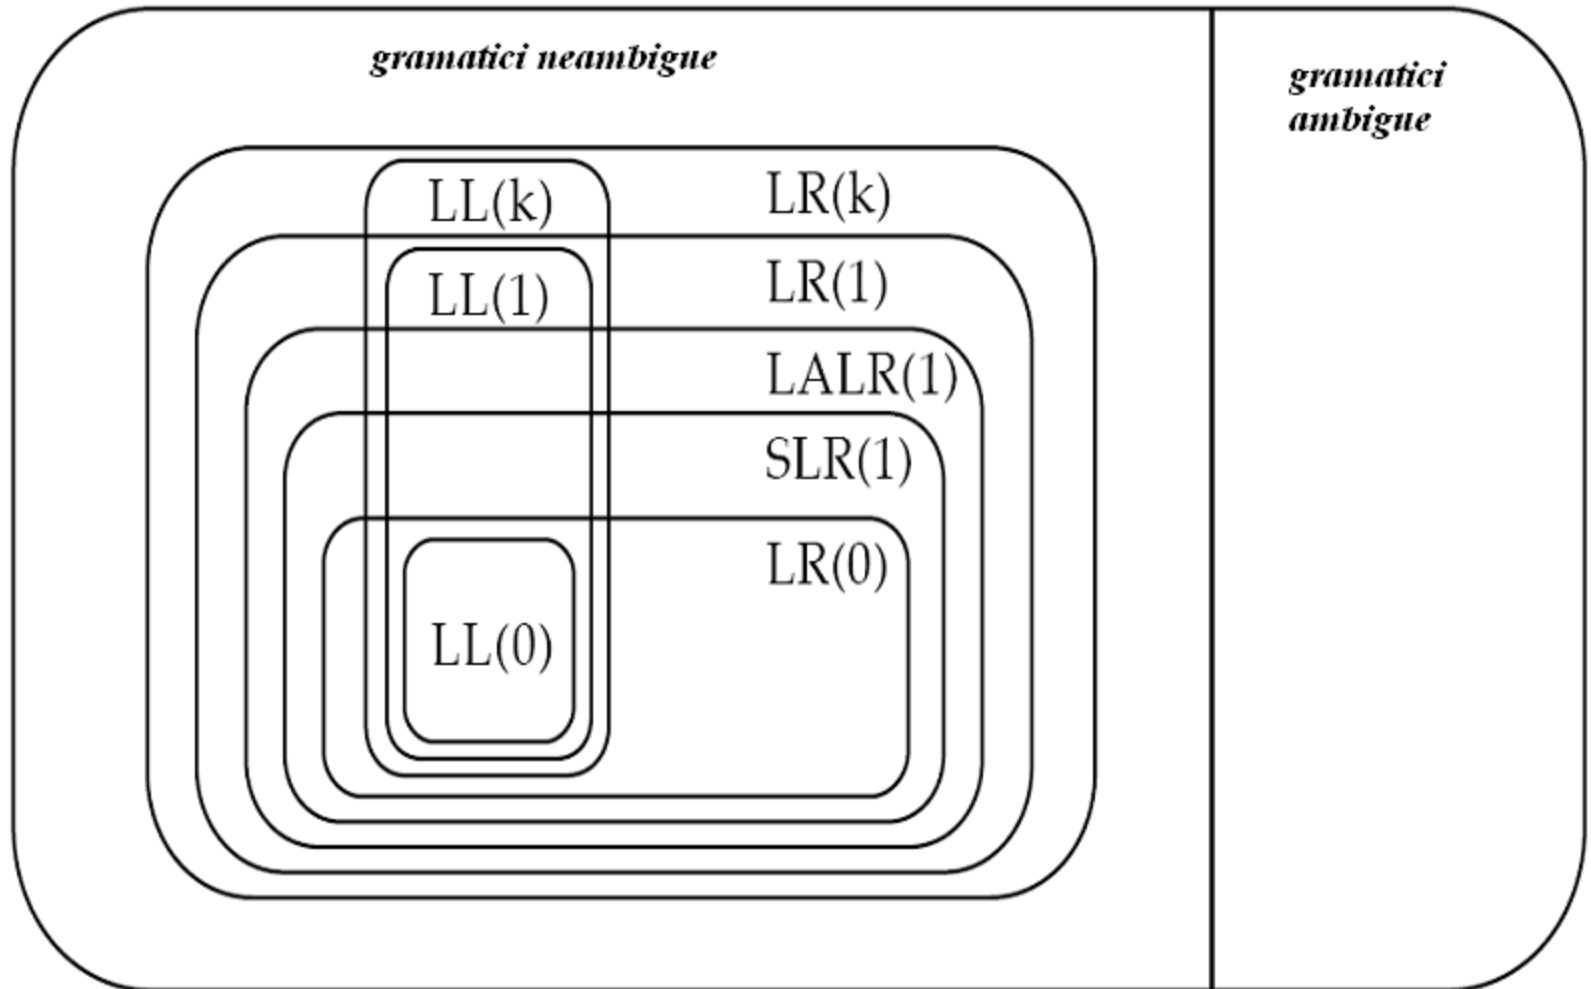 gramatici neambigue
gramatici
ambigue
LL(k)
LR(k)
LL(1)
LR(1)
LALR(1)
SLR(1)
LR(0)
LL(0)